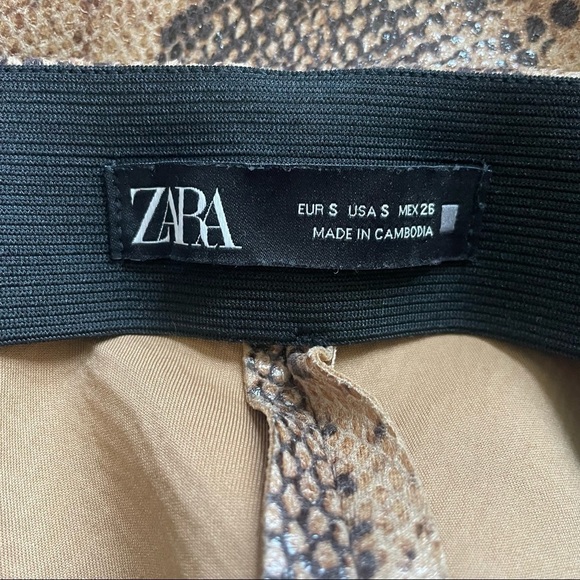 ZARA
EUR S USA S MEX 26
MADE IN CAMBODIA